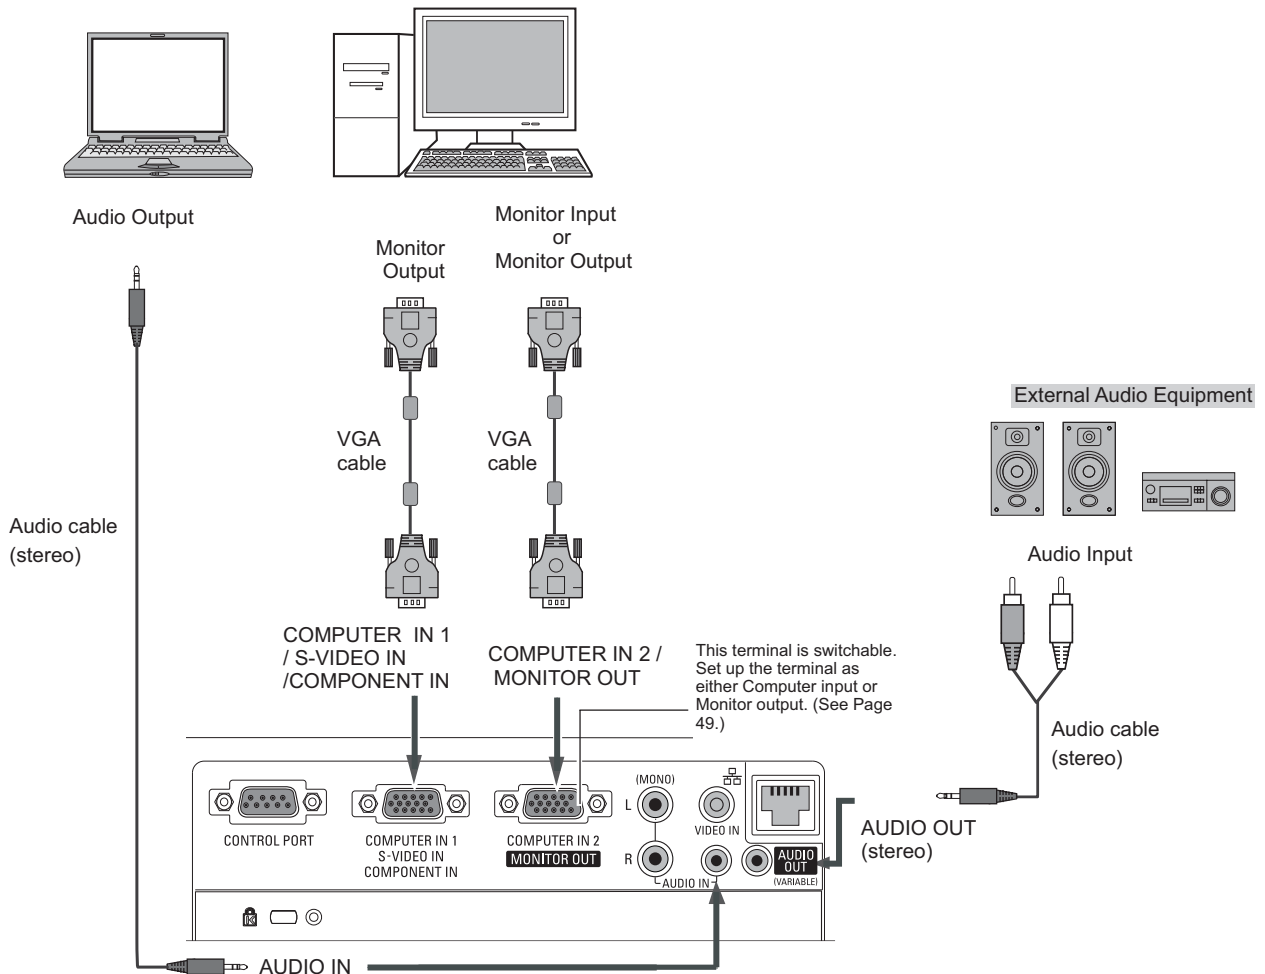 Audio Output
Monitor
Output
Monitor Input
or
Monitor Output
External Audio Equipment
VGA
cable
VGA
cable
Audio cable
(stereo)
Audio Input
COMPUTER IN 1
/ S-VIDEO IN
/COMPONENT IN
COMPUTER IN 2 /
MONITOR OUT
This terminal is switchable.
Set up the terminal as
either Computer input or
Monitor output. (See Page
49.)
Audio cable
(stereo)
AUDIO OUT
(stereo)
CONTROL PORT
COMPUTER IN 1
S-VIDEO IN
COMPONENT IN
COMPUTER IN 2
MONITOR OUT
(MONO)
L
R
AUDIO IN
VIDEO IN
AUDIO
OUT
(VARIABLE)
K
AUDIO IN